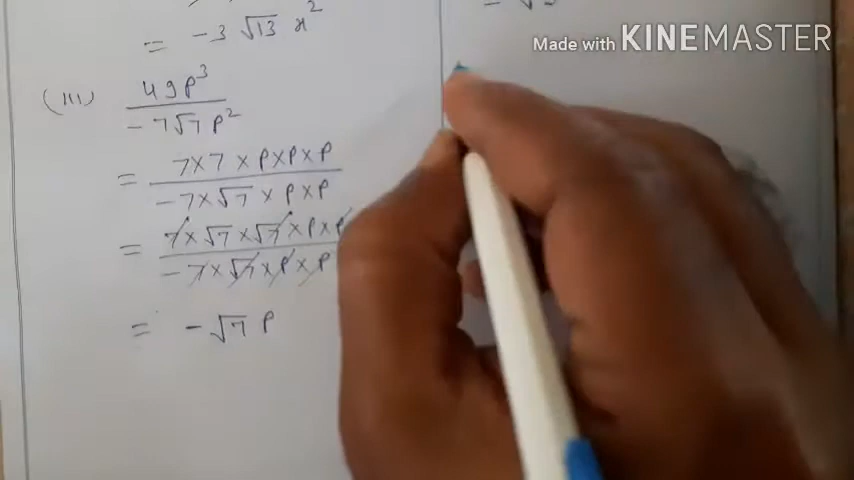 = -3 √13 x²
(iii) 49p³
-7√7 p²
= 7×7 × p×p×p
-7×√7 × p×p
= 7×√7×√7×p×p
-7×√7×p×p
= -√7 p
Made with KINEMASTER